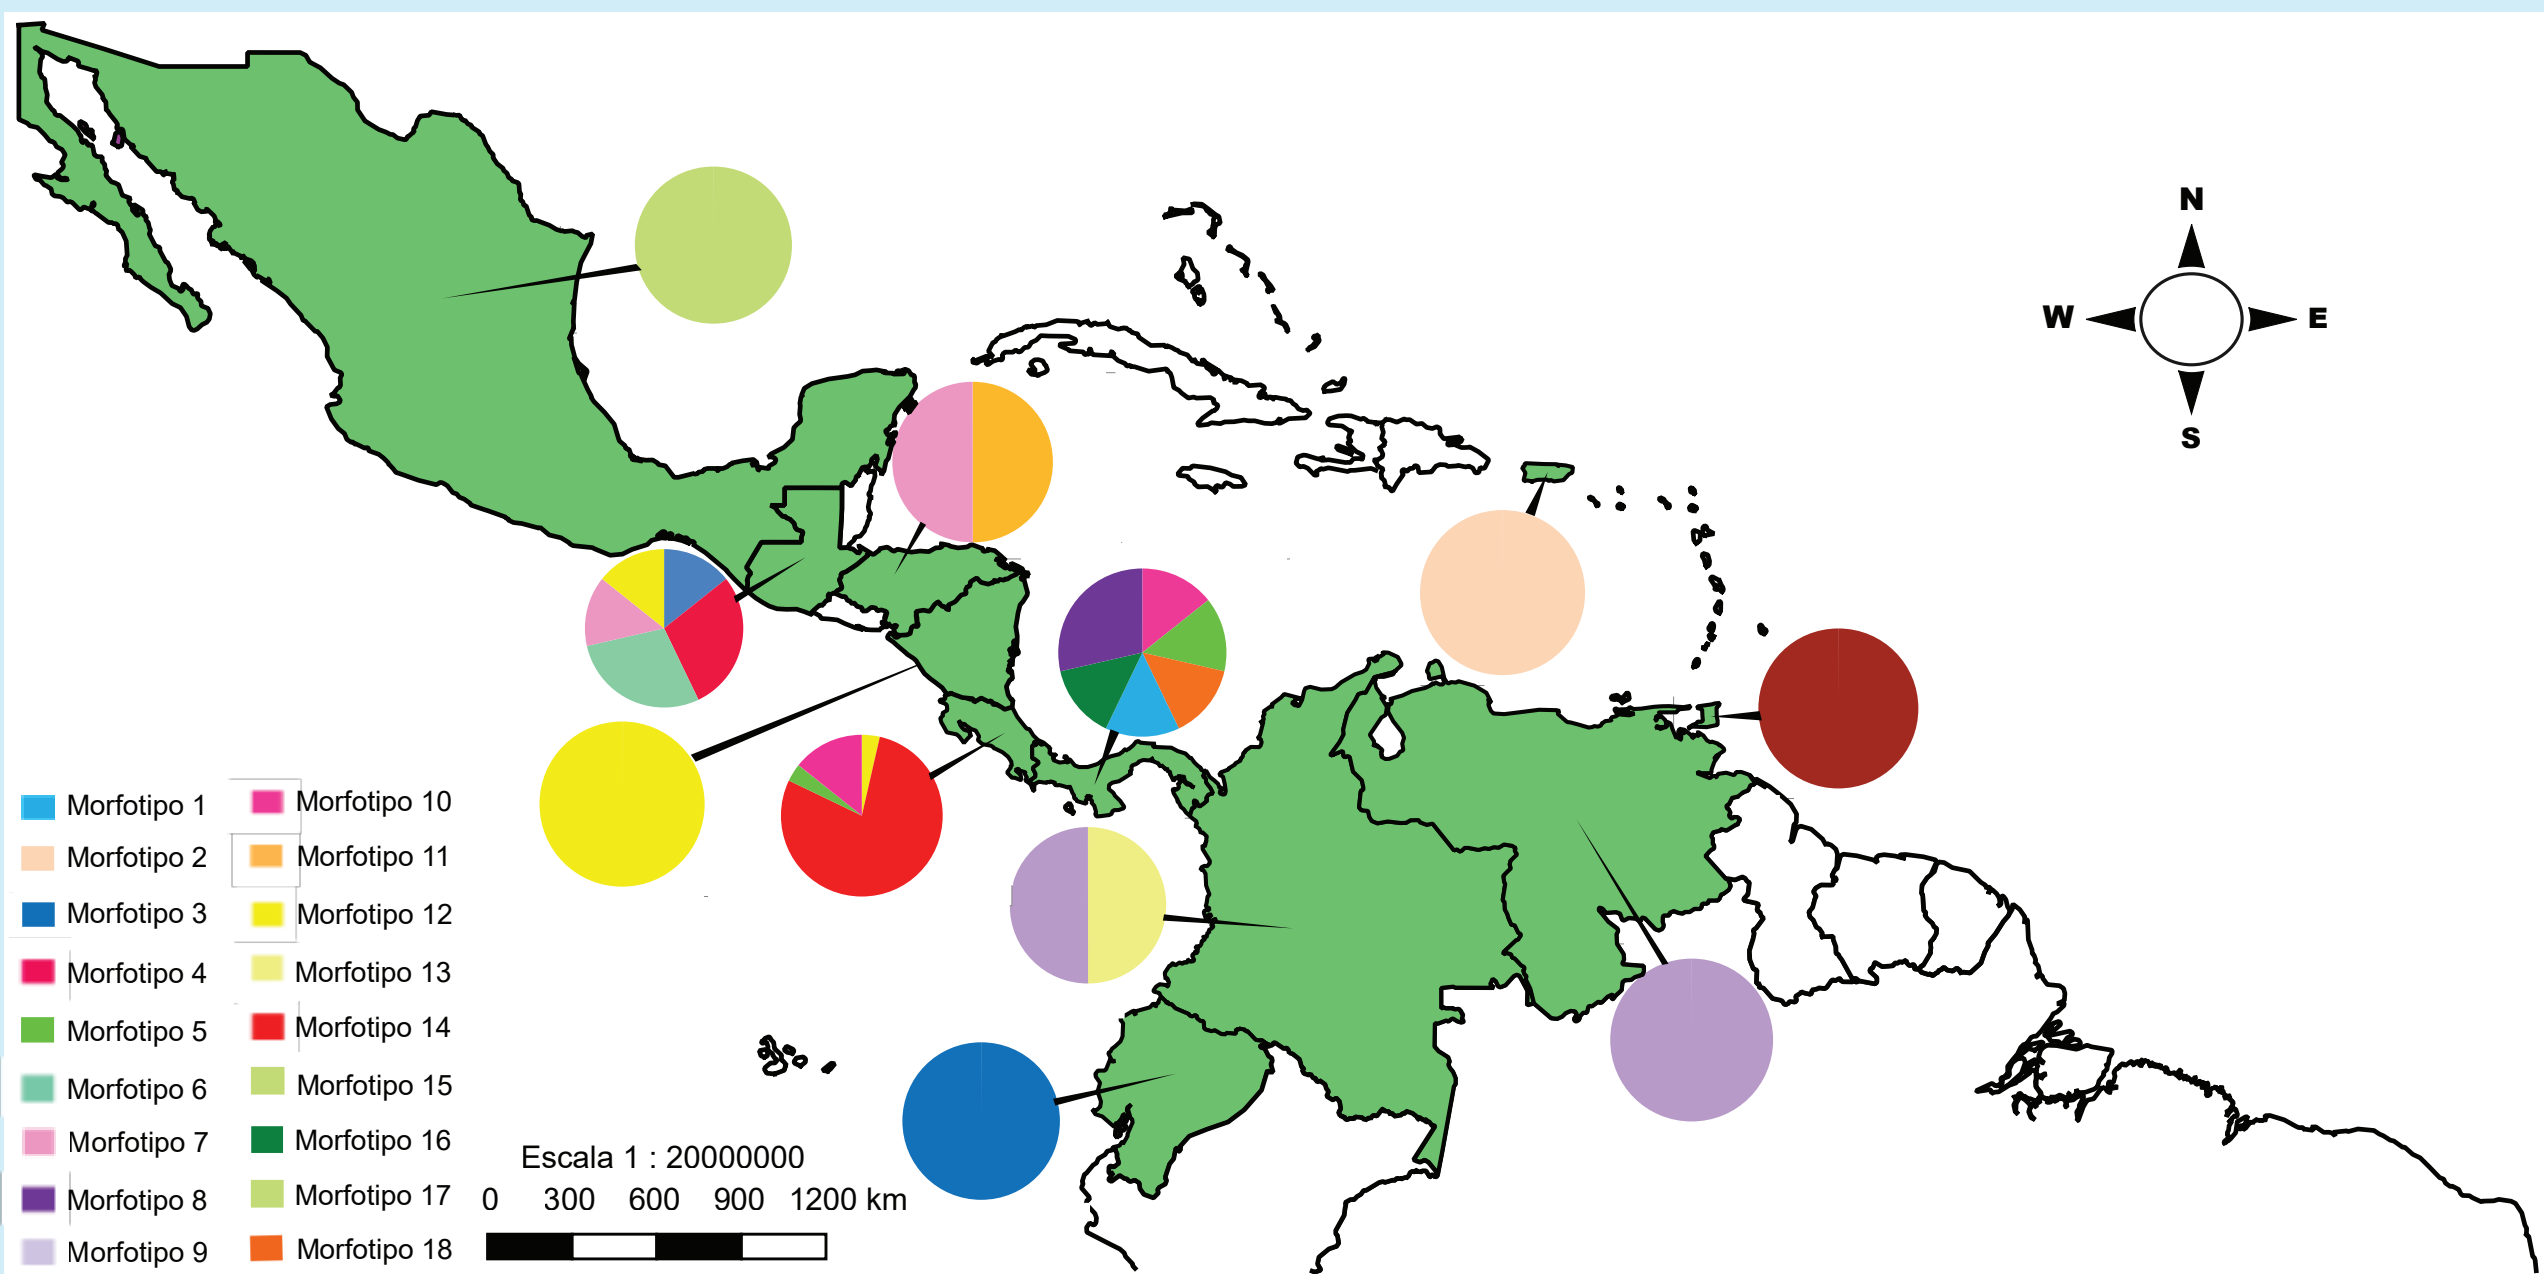 N
W
E
S
Morfotipo 1
Morfotipo 2
Morfotipo 3
Morfotipo 4
Morfotipo 5
Morfotipo 6
Morfotipo 7
Morfotipo 8
Morfotipo 9
Morfotipo 10
Morfotipo 11
Morfotipo 12
Morfotipo 13
Morfotipo 14
Morfotipo 15
Morfotipo 16
Morfotipo 17
Morfotipo 18
Escala 1 : 20000000
0 300 600 900 1200 km